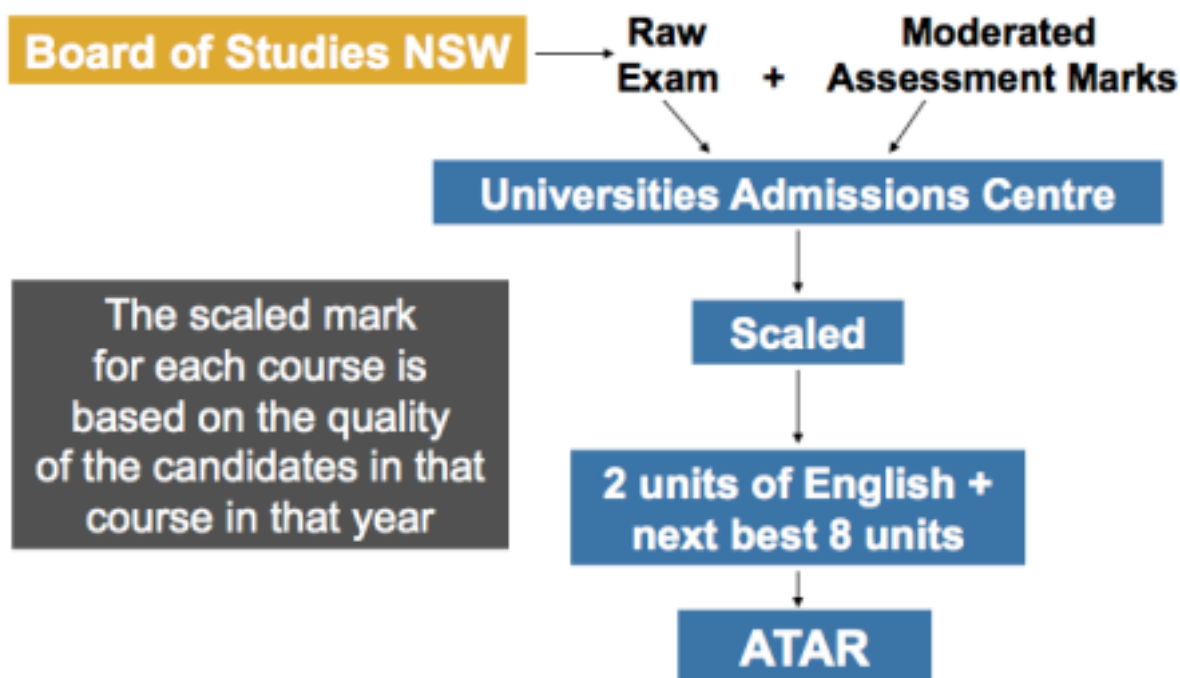 Board of Studies NSW
Raw
Exam
+
Moderated
Assessment Marks
Universities Admissions Centre
Scaled
The scaled mark
for each course is
based on the quality
of the candidates in that
course in that year
2 units of English +
next best 8 units
ATAR